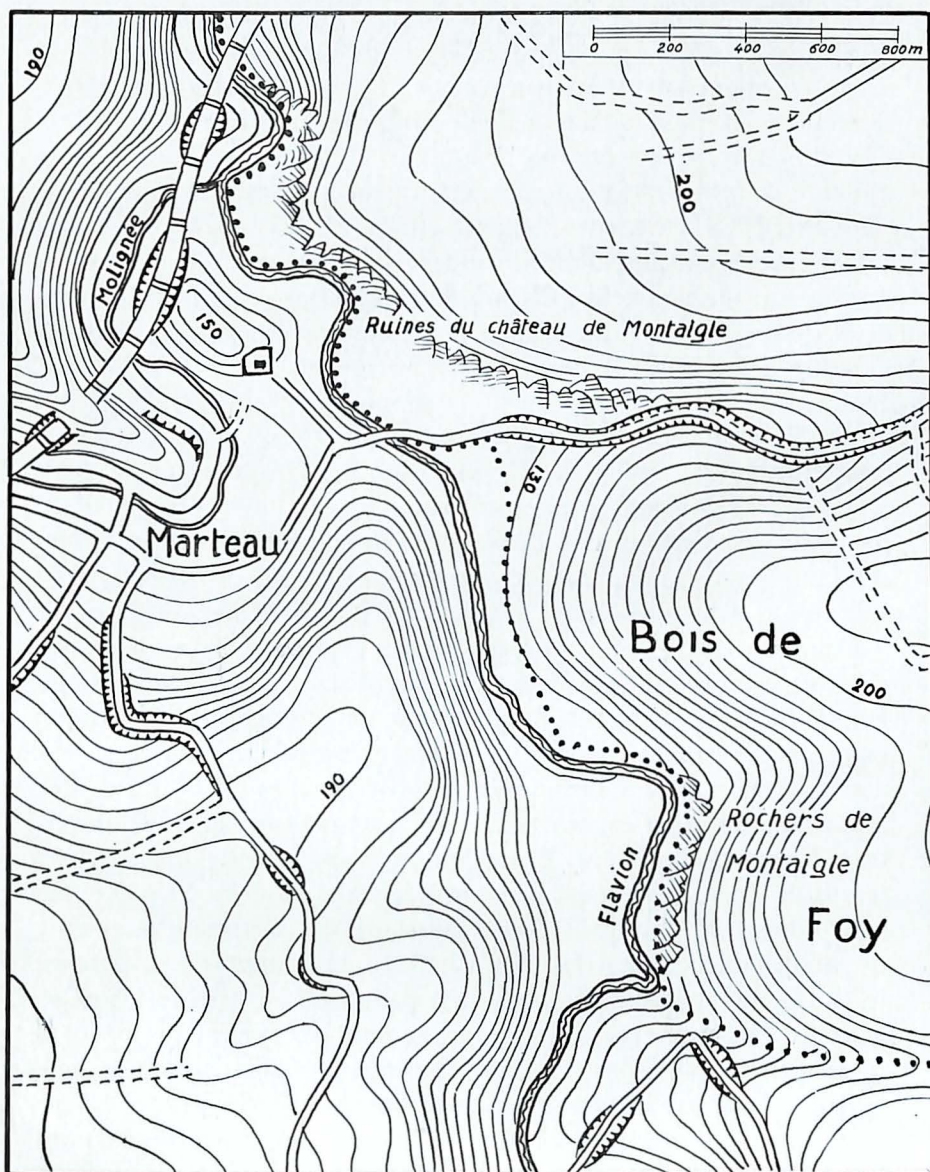 190
0 200 400 600 800m
200
Molignée
150
Ruines du château de Montaigle
130
Marteau
Bois de
200
190
Rochers de
Montaigle
Flavion
Foy